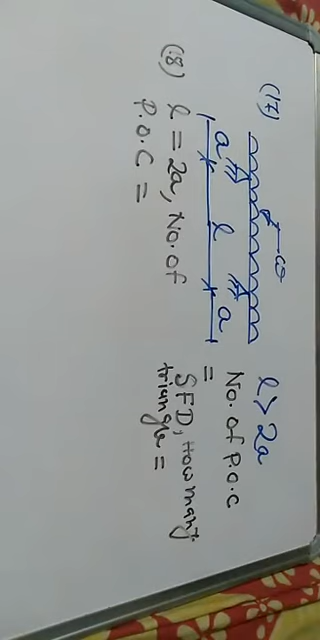 (17)
ω
a l a
l > 2a
No. of P.O.C
=
SFD, How many
triangle =
(18) l = 2a, No. of
P.O.C =